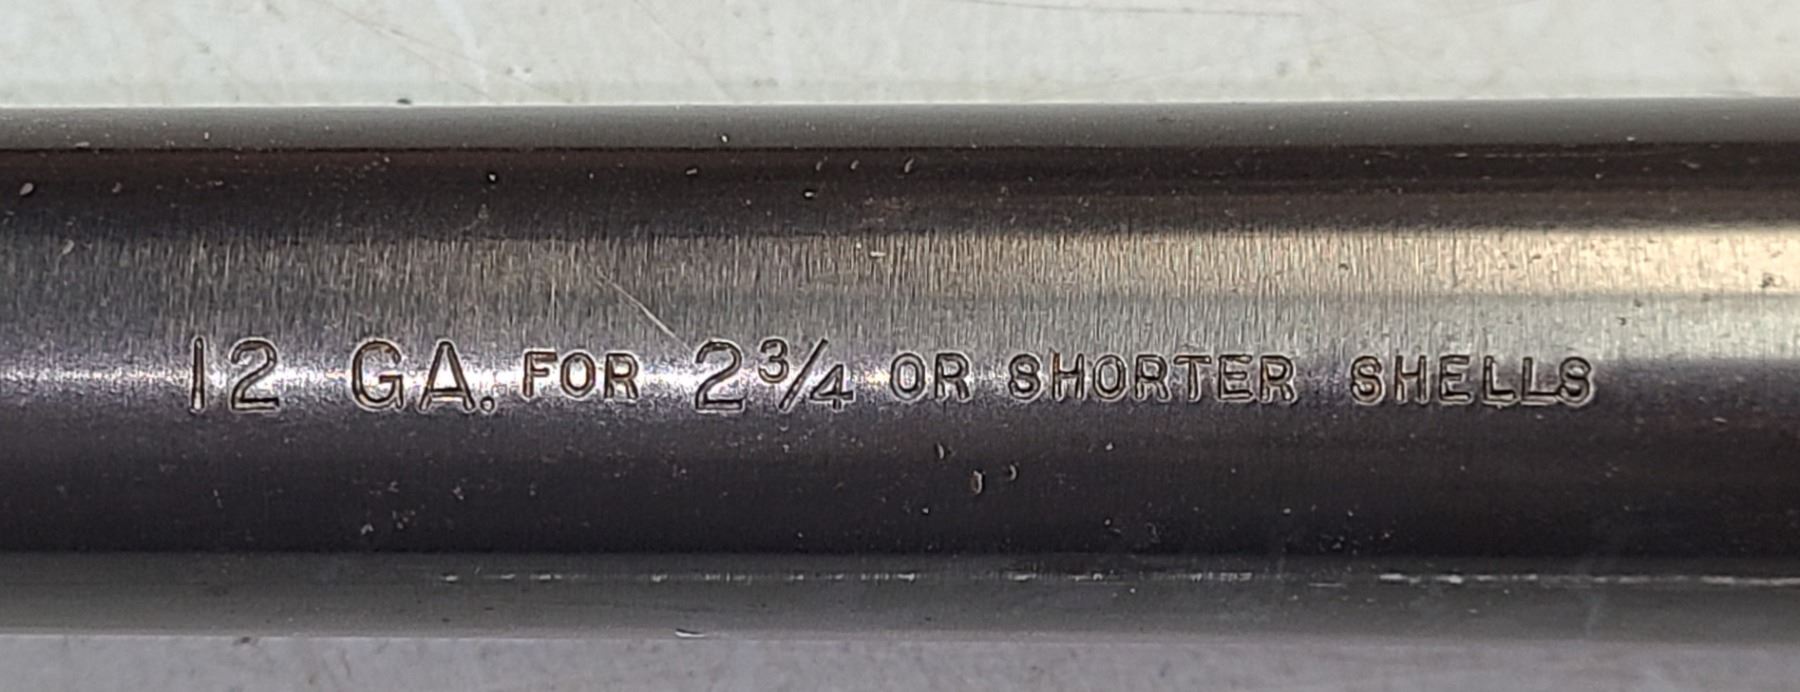 12 GA. FOR 2¾ OR SHORTER SHELLS